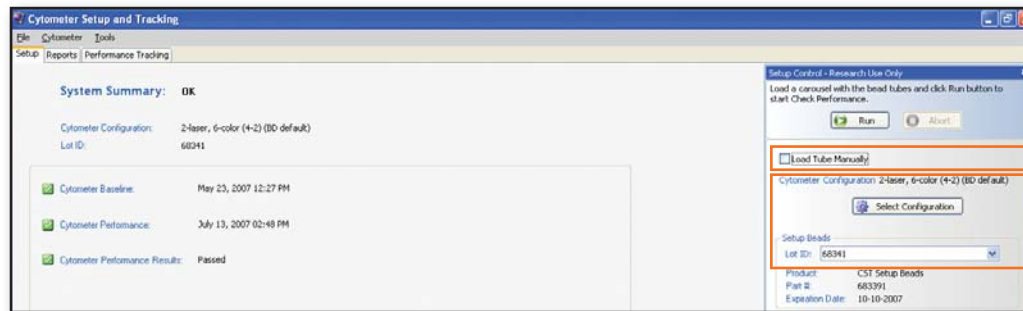 Cytometer Setup and Tracking
File Cytometer Tools
Setup Reports Performance Tracking
System Summary: OK
Cytometer Configuration: 2-laser, 6-color (4-2) (BD default)
Lot ID: 68341
Cytometer Baseline: May 23, 2007 12:27 PM
Cytometer Performance: July 13, 2007 02:48 PM
Cytometer Performance Results: Passed
Setup Control - Research Use Only
Load a carousel with the bead tubes and click Run button to
start Check Performance.
Run Abort
Load Tube Manually
Cytometer Configuration 2-laser, 6-color (4-2) (BD default)
Select Configuration
Setup Beads
Lot ID: 68341
Product: CST Setup Beads
Part #: 683391
Expiration Date: 10-10-2007